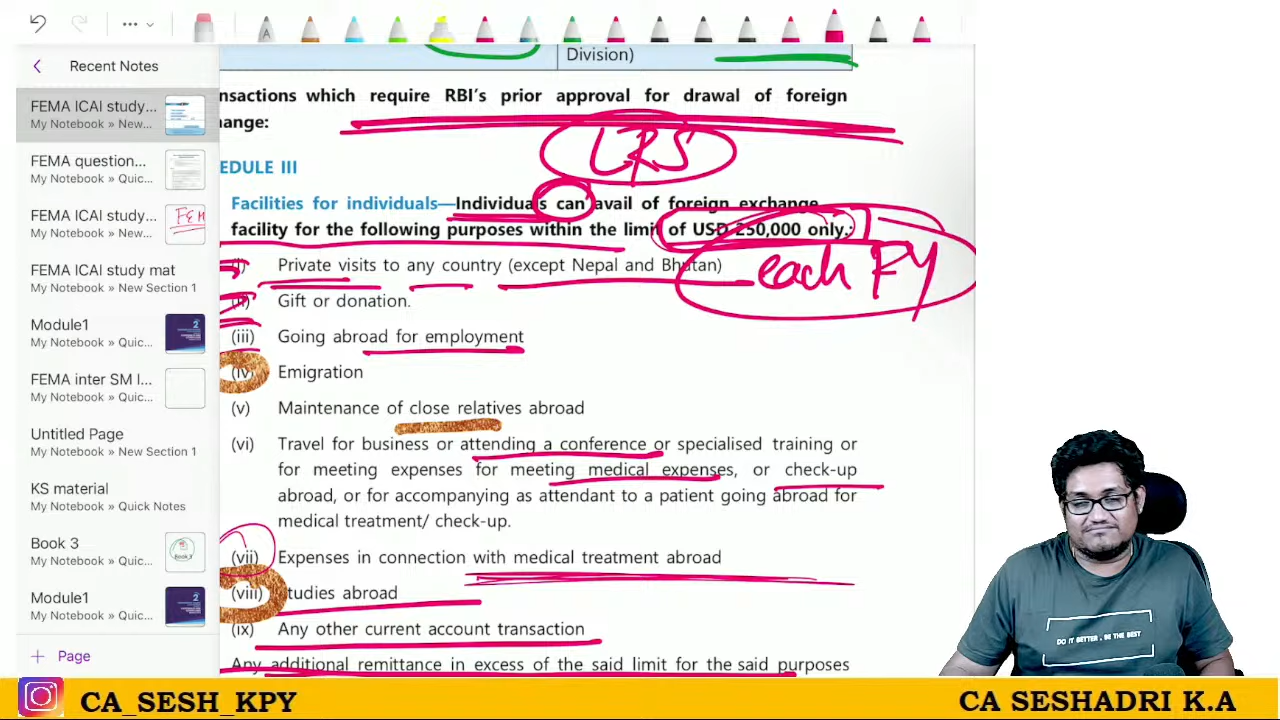 Recent Notes
FEMA ICAI study...
My Notebook » New...
FEMA question...
My Notebook » Quic...
FEMA ICAI study...
My Notebook » New...
FEMA ICAI study mat
My Notebook » New Section 1
Module1
My Notebook » Quic...
FEMA inter SM I...
My Notebook » Quic...
Untitled Page
My Notebook » New Section 1
KS material
My Notebook » Quick Notes
Book 3
My Notebook » Quic...
Module1
My Notebook » Quic...
+ Page
Division)
nsactions which require RBI's prior approval for drawal of foreign
hange:
LRS
EDULE III
Facilities for individuals—Individuals can avail of foreign exchange
facility for the following purposes within the limit of USD 250,000 only.:
each FY
(i) Private visits to any country (except Nepal and Bhutan)
(ii) Gift or donation.
(iii) Going abroad for employment
(iv) Emigration
(v) Maintenance of close relatives abroad
(vi) Travel for business or attending a conference or specialised training or
for meeting expenses for meeting medical expenses, or check-up
abroad, or for accompanying as attendant to a patient going abroad for
medical treatment/ check-up.
(vii) Expenses in connection with medical treatment abroad
(viii) Studies abroad
(ix) Any other current account transaction
Any additional remittance in excess of the said limit for the said purposes
DO IT BETTER , BE THE BEST
CA_SESH_KPY
CA SESHADRI K.A